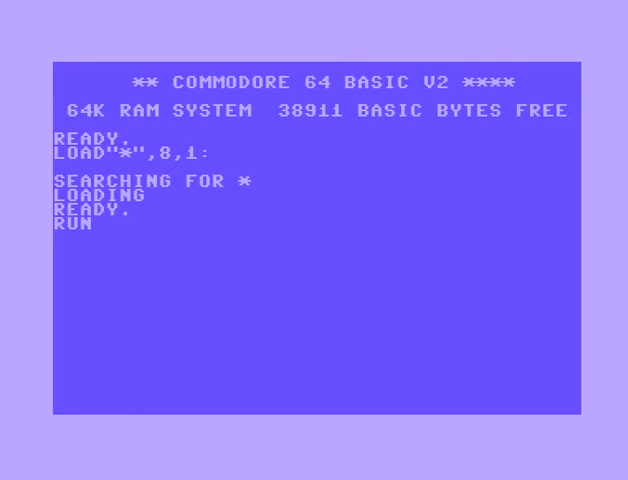 ** COMMODORE 64 BASIC V2 ****
64K RAM SYSTEM  38911 BASIC BYTES FREE
READY.
LOAD"*",8,1:
SEARCHING FOR *
LOADING
READY.
RUN